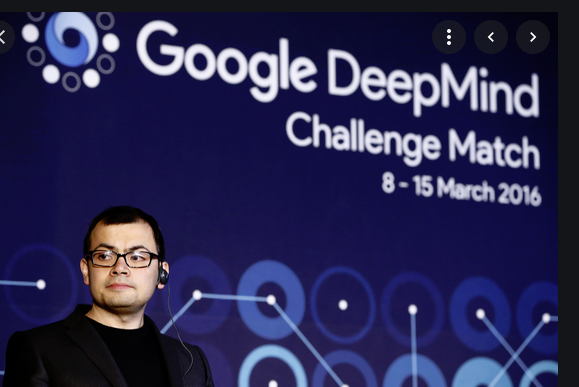 Google DeepMind
Challenge Match
8 - 15 March 2016